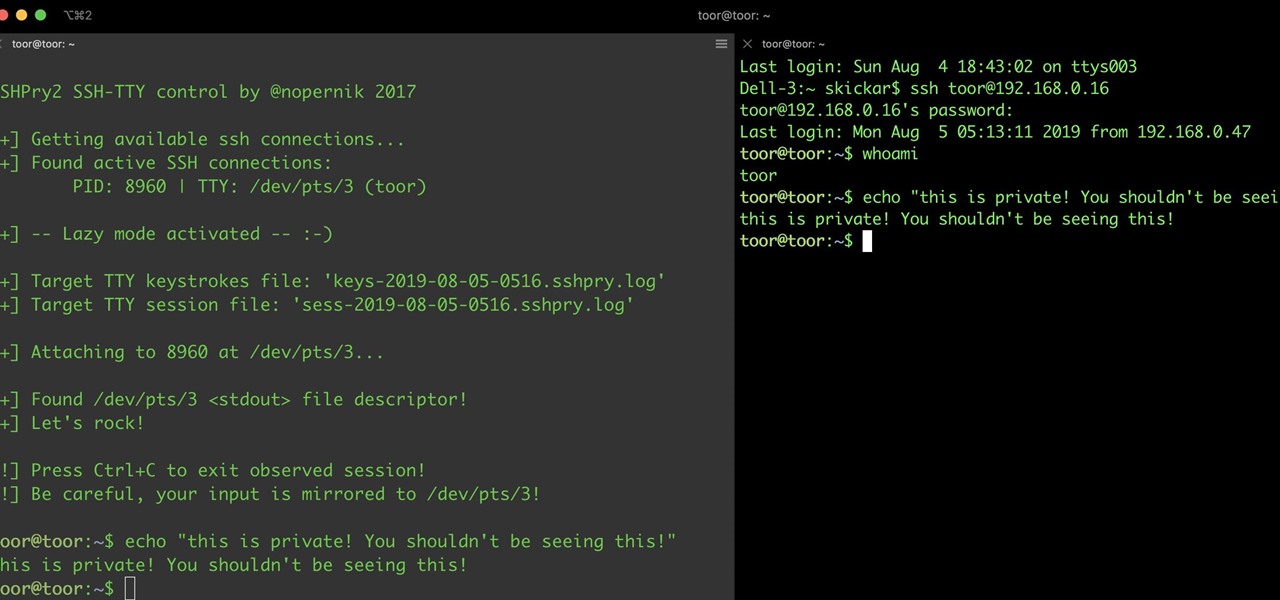 ⌥⌘2
toor@toor: ~
toor@toor: ~
SHPry2 SSH-TTY control by @nopernik 2017
+] Getting available ssh connections...
+] Found active SSH connections:
PID: 8960 | TTY: /dev/pts/3 (toor)
+] -- Lazy mode activated -- :-)
+] Target TTY keystrokes file: 'keys-2019-08-05-0516.sshpry.log'
+] Target TTY session file: 'sess-2019-08-05-0516.sshpry.log'
+] Attaching to 8960 at /dev/pts/3...
+] Found /dev/pts/3 <stdout> file descriptor!
+] Let's rock!
!] Press Ctrl+C to exit observed session!
!] Be careful, your input is mirrored to /dev/pts/3!
oor@toor:~$ echo "this is private! You shouldn't be seeing this!"
his is private! You shouldn't be seeing this!
oor@toor:~$
toor@toor: ~
Last login: Sun Aug  4 18:43:02 on ttys003
Dell-3:~ skickar$ ssh toor@192.168.0.16
toor@192.168.0.16's password:
Last login: Mon Aug  5 05:13:11 2019 from 192.168.0.47
toor@toor:~$ whoami
toor
toor@toor:~$ echo "this is private! You shouldn't be seei
this is private! You shouldn't be seeing this!
toor@toor:~$